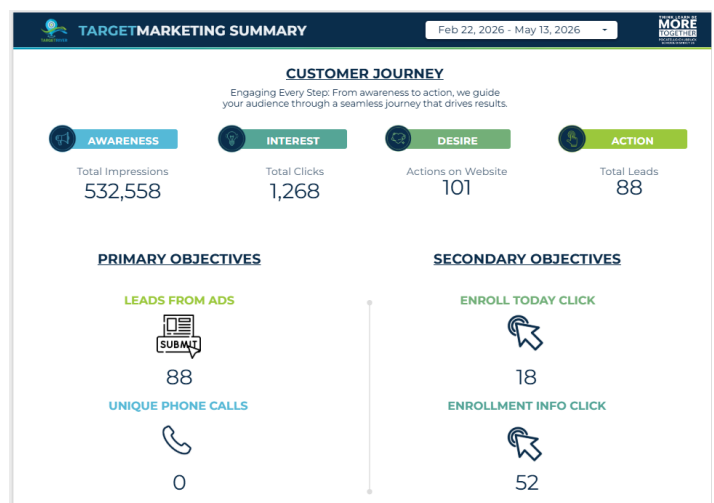 TARGETMARKETING SUMMARY
Feb 22, 2026 - May 13, 2026
THINK. LEARN. BE
MORE
TOGETHER
CUSTOMER JOURNEY
Engaging Every Step: From awareness to action, we guide
your audience through a seamless journey that drives results.
AWARENESS
INTEREST
DESIRE
ACTION
Total Impressions
532,558
Total Clicks
1,268
Actions on Website
101
Total Leads
88
PRIMARY OBJECTIVES
LEADS FROM ADS
SUBMIT
88
UNIQUE PHONE CALLS
0
SECONDARY OBJECTIVES
ENROLL TODAY CLICK
18
ENROLLMENT INFO CLICK
52